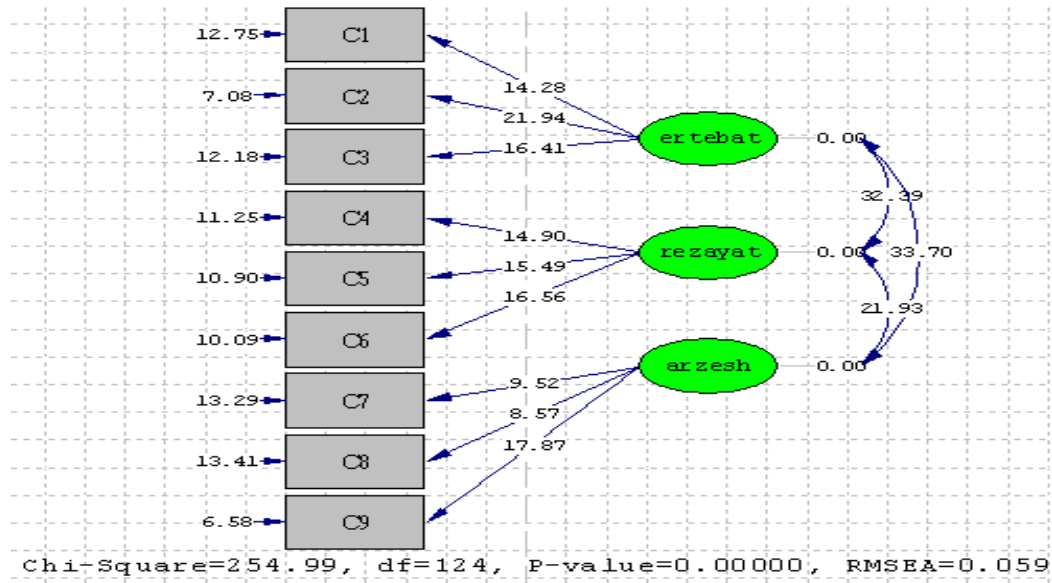 12.75 C1
14.28
7.08 C2
21.94
ertebat 0.00
12.18 C3
16.41
32.39
11.25 C4
14.90
rezayat 0.00
33.70
10.90 C5
15.49
16.56
21.93
10.09 C6
arzesh 0.00
9.52
13.29 C7
8.57
17.87
13.41 C8
6.58 C9
Chi-Square=254.99, df=124, P-value=0.00000, RMSEA=0.059